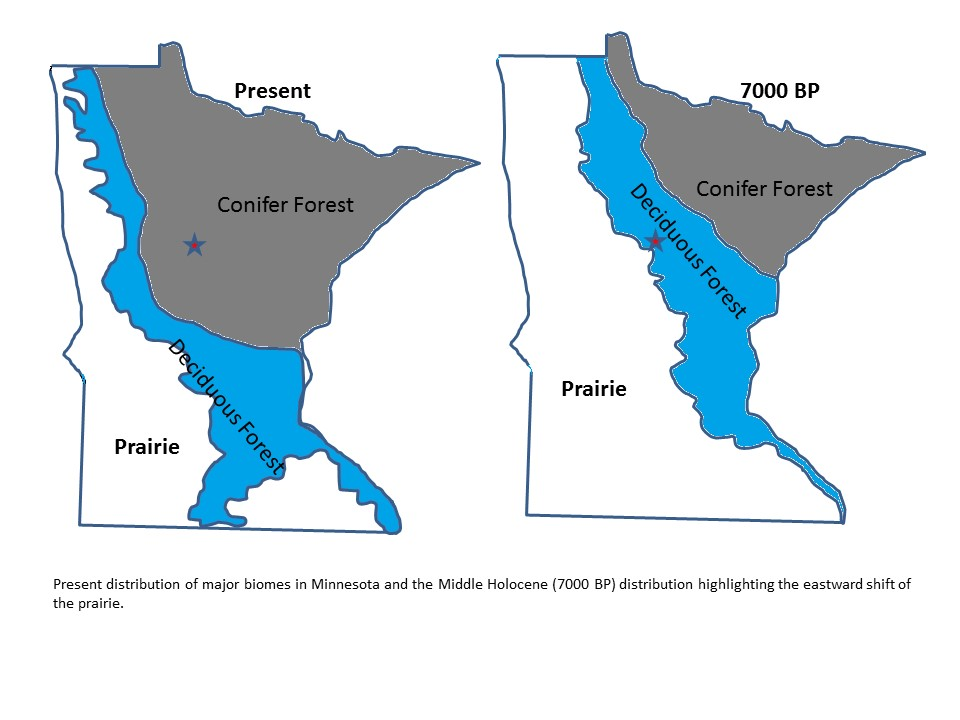 Present
7000 BP
Conifer Forest
Conifer Forest
Deciduous Forest
Deciduous Forest
Prairie
Prairie
Present distribution of major biomes in Minnesota and the Middle Holocene (7000 BP) distribution highlighting the eastward shift of
the prairie.